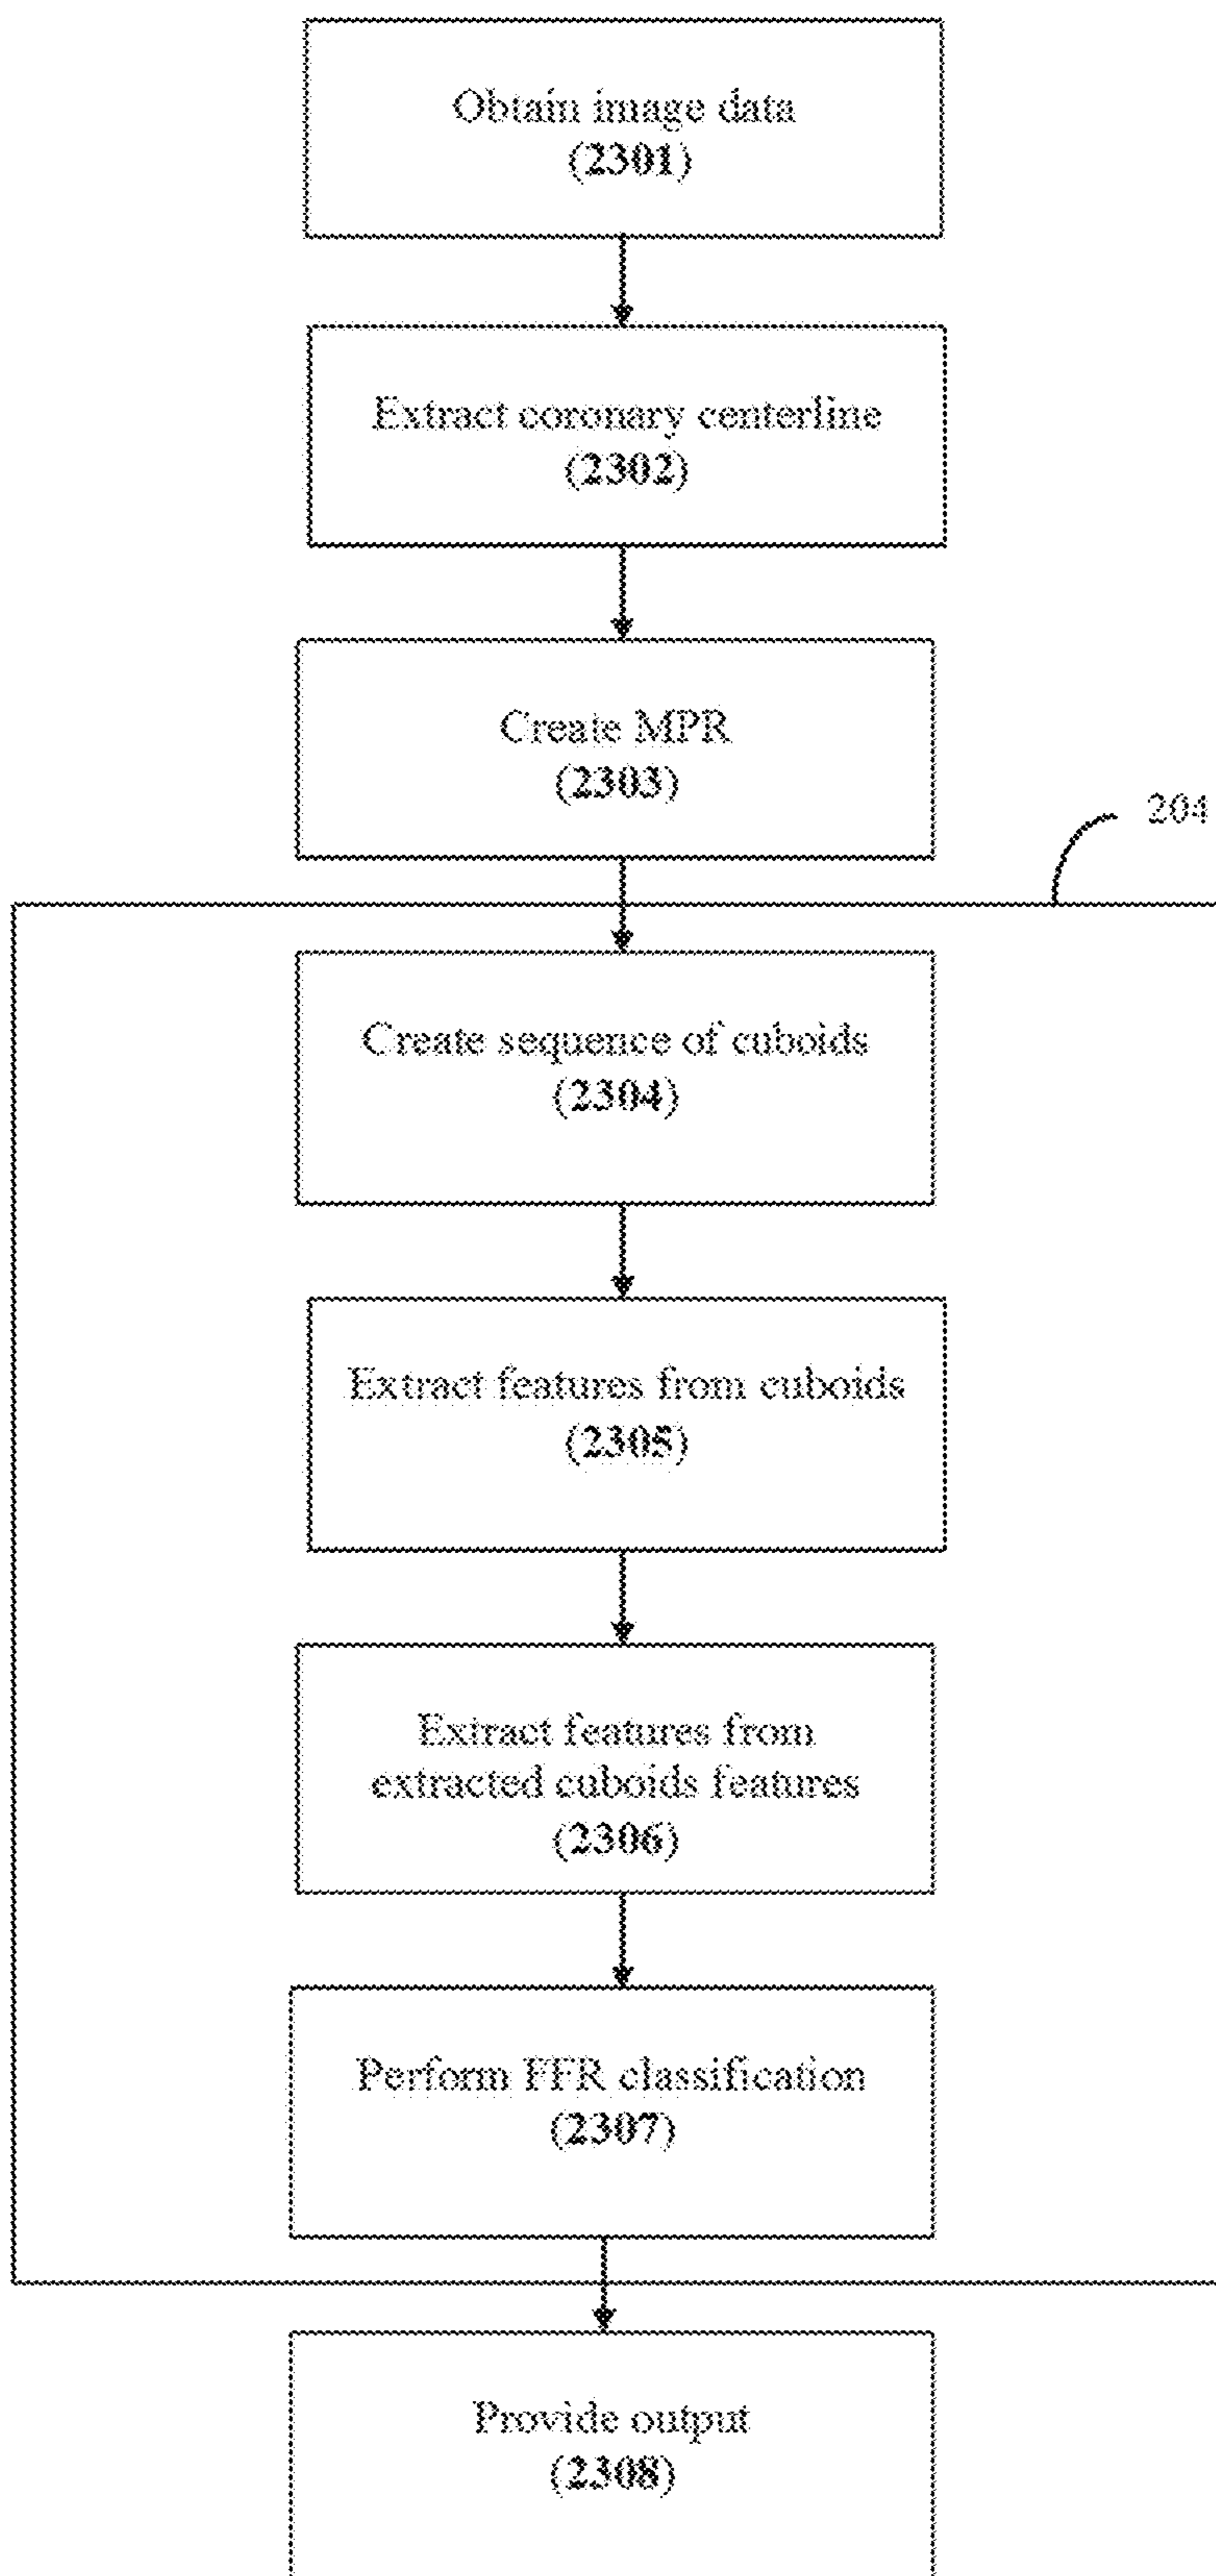 Obtain image data
(2301)
Extract coronary centerline
(2302)
Create MPR
(2303)
204
Create sequence of cuboids
(2304)
Extract features from cuboids
(2305)
Extract features from
extracted cuboids features
(2306)
Perform FFR classification
(2307)
Provide output
(2308)